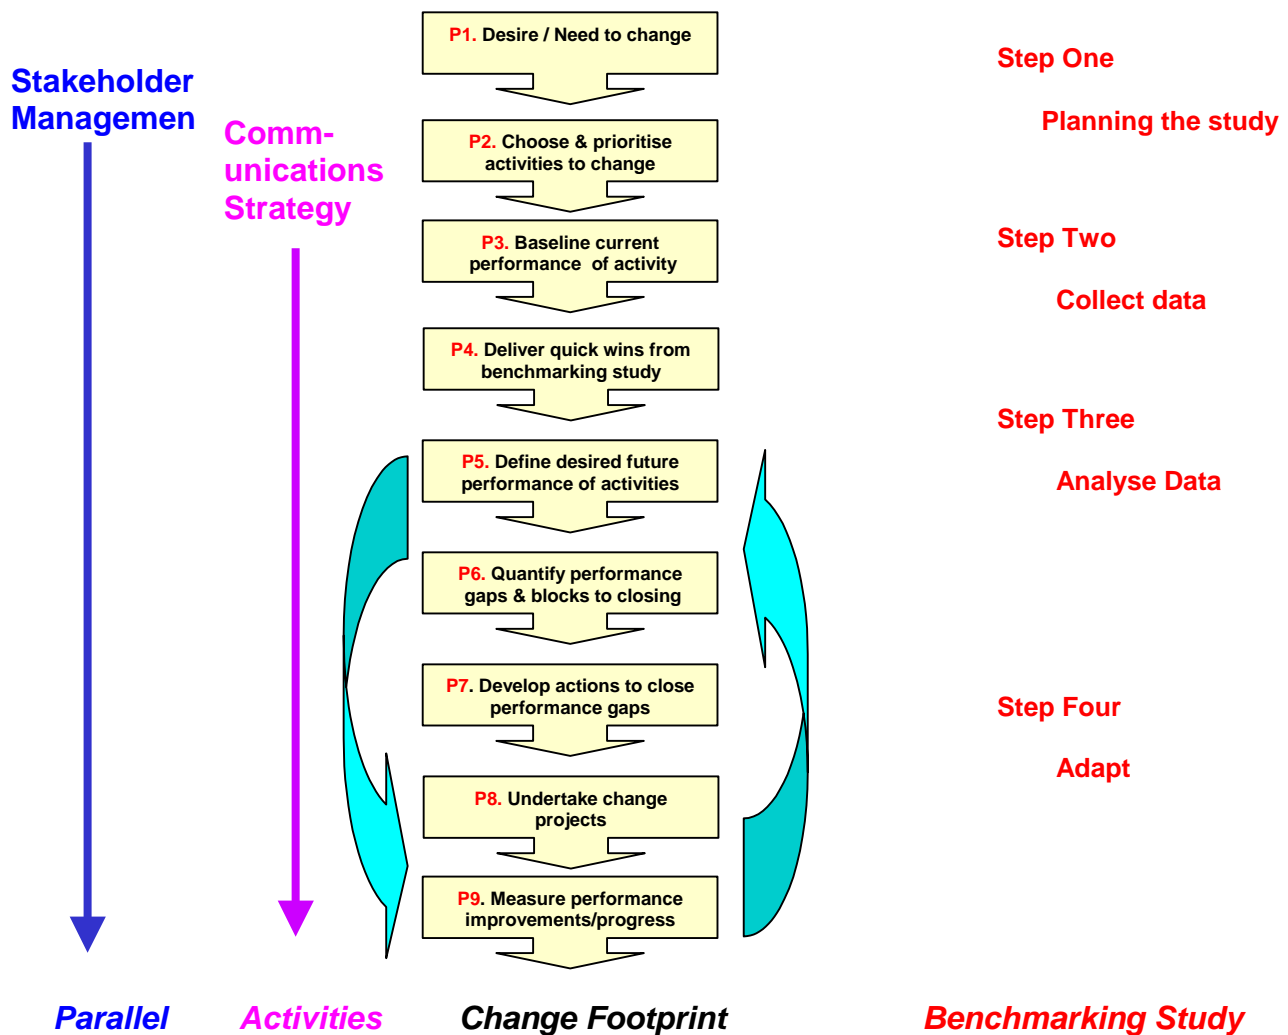 Stakeholder
Managemen
Comm-
unications
Strategy
P1. Desire / Need to change
P2. Choose & prioritise
activities to change
P3. Baseline current
performance of activity
P4. Deliver quick wins from
benchmarking study
P5. Define desired future
performance of activities
P6. Quantify performance
gaps & blocks to closing
P7. Develop actions to close
performance gaps
P8. Undertake change
projects
P9. Measure performance
improvements/progress
Step One
Planning the study
Step Two
Collect data
Step Three
Analyse Data
Step Four
Adapt
Parallel Activities Change Footprint Benchmarking Study